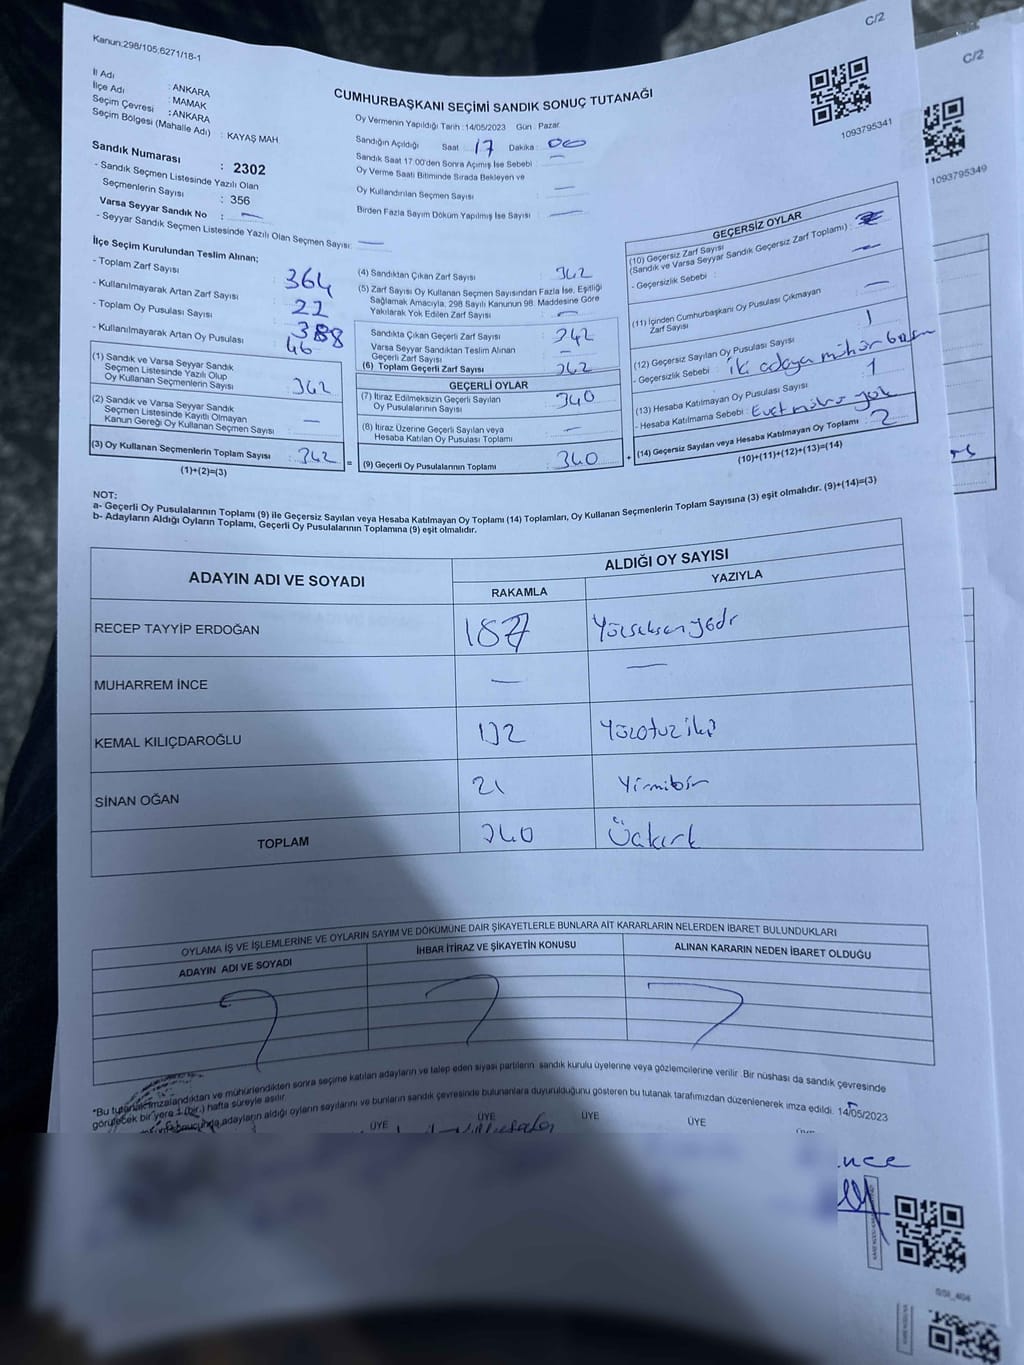 C/2
Kanun:298/105.6271/18-1
İl Adı : ANKARA
İlçe Adı : MAMAK
Seçim Çevresi : ANKARA
Seçim Bölgesi (Mahalle Adı) : KAYAŞ MAH
CUMHURBAŞKANI SEÇİMİ SANDIK SONUÇ TUTANAĞI
1093795341
Oy Vermenin Yapıldığı Tarih :14/05/2023 Gün : Pazar
Sandığın Açıldığı Saat : 17 Dakika : 00
Sandık Saat 17:00'den Sonra Açımış İse Sebebi : —
Oy Verme Saati Bitiminde Sırada Bekleyen ve
Oy Kullandırılan Seçmen Sayısı : —
Birden Fazla Sayım Döküm Yapılmış İse Sayısı : —
Sandık Numarası : 2302
- Sandık Seçmen Listesinde Yazılı Olan
Seçmenlerin Sayısı : 356
Varsa Seyyar Sandık No : —
- Seyyar Sandık Seçmen Listesinde Yazılı Olan Seçmen Sayısı: —
İlçe Seçim Kurulundan Teslim Alınan;
- Toplam Zarf Sayısı 364
- Kullanılmayarak Artan Zarf Sayısı 22
- Toplam Oy Pusulası Sayısı 388
- Kullanılmayarak Artan Oy Pusulası 46
(1) Sandık ve Varsa Seyyar Sandık
Seçmen Listesinde Yazılı Olup
Oy Kullanan Seçmenlerin Sayısı : 342
(2) Sandık ve Varsa Seyyar Sandık
Seçmen Listesinde Kayıtlı Olmayan
Kanun Gereği Oy Kullanan Seçmen Sayısı : —
(3) Oy Kullanan Seçmenlerin Toplam Sayısı : 342
(1)+(2)=(3)
(4) Sandıktan Çıkan Zarf Sayısı : 342
(5) Zarf Sayısı Oy Kullanan Seçmen Sayısından Fazla İse, Eşitliği
Sağlamak Amacıyla, 298 Sayılı Kanunun 98. Maddesine Göre
Yakılarak Yok Edilen Zarf Sayısı : —
Sandıkta Çıkan Geçerli Zarf Sayısı : 342
Varsa Seyyar Sandıktan Teslim Alınan
Geçerli Zarf Sayısı : —
(6) Toplam Geçerli Zarf Sayısı : 342
GEÇERLİ OYLAR
(7) İtiraz Edilmeksizin Geçerli Sayılan
Oy Pusulalarının Sayısı : 340
(8) İtiraz Üzerine Geçerli Sayılan veya
Hesaba Katılan Oy Pusulası Toplamı : —
= (9) Geçerli Oy Pusulalarının Toplamı : 340
GEÇERSİZ OYLAR
(10) Geçersiz Zarf Sayısı
(Sandık ve Varsa Seyyar Sandık Geçersiz Zarf Toplamı) :
- Geçersizlik Sebebi : —
(11) İçinden Cumhurbaşkanı Oy Pusulası Çıkmayan
Zarf Sayısı : —
(12) Geçersiz Sayılan Oy Pusulası Sayısı : 1
- Geçersizlik Sebebi : iki adaya mühür
(13) Hesaba Katılmayan Oy Pusulası Sayısı : 1
- Hesaba Katılmama Sebebi : Evet mührü yok
+ (14) Geçersiz Sayılan veya Hesaba Katılmayan Oy Toplamı : 2
(10)+(11)+(12)+(13)=(14)
NOT:
a- Geçerli Oy Pusulalarının Toplamı (9) ile Geçersiz Sayılan veya Hesaba Katılmayan Oy Toplamı (14) Toplamları, Oy Kullanan Seçmenlerin Toplam Sayısına (3) eşit olmalıdır. (9)+(14)=(3)
b- Adayların Aldığı Oyların Toplamı, Geçerli Oy Pusulalarının Toplamına (9) eşit olmalıdır.
ADAYIN ADI VE SOYADI
ALDIĞI OY SAYISI
RAKAMLA YAZIYLA
RECEP TAYYİP ERDOĞAN 187 Yüzseksenyedi
MUHARREM İNCE — —
KEMAL KILIÇDAROĞLU 132 Yüzotuziki
SİNAN OĞAN 21 Yirmibir
TOPLAM 340 Üçkırk
OYLAMA İŞ VE İŞLEMLERİNE VE OYLARIN SAYIM VE DÖKÜMÜNE DAİR ŞİKAYETLERLE BUNLARA AİT KARARLARIN NELERDEN İBARET BULUNDUKLARI
ADAYIN ADI VE SOYADI İHBAR İTİRAZ VE ŞİKAYETİN KONUSU ALINAN KARARIN NEDEN İBARET OLDUĞU
*Bu tutanak imzalandıktan ve mühürlendikten sonra seçime katılan adayların ve talep eden siyasi partilerin sandık kurulu üyelerine veya gözlemcilerine verilir. Bir nüshası da sandık çevresinde
görülecek bir yere 1 (bir) hafta süreyle asılır.
adayların aldığı oyların sayılarını ve bunların sandık çevresinde bulunanlara duyurulduğunu gösteren bu tutanak tarafımızdan düzenlenerek imza edildi. 14/05/2023
ÜYE ÜYE ÜYE ÜYE
C/2
1093795349